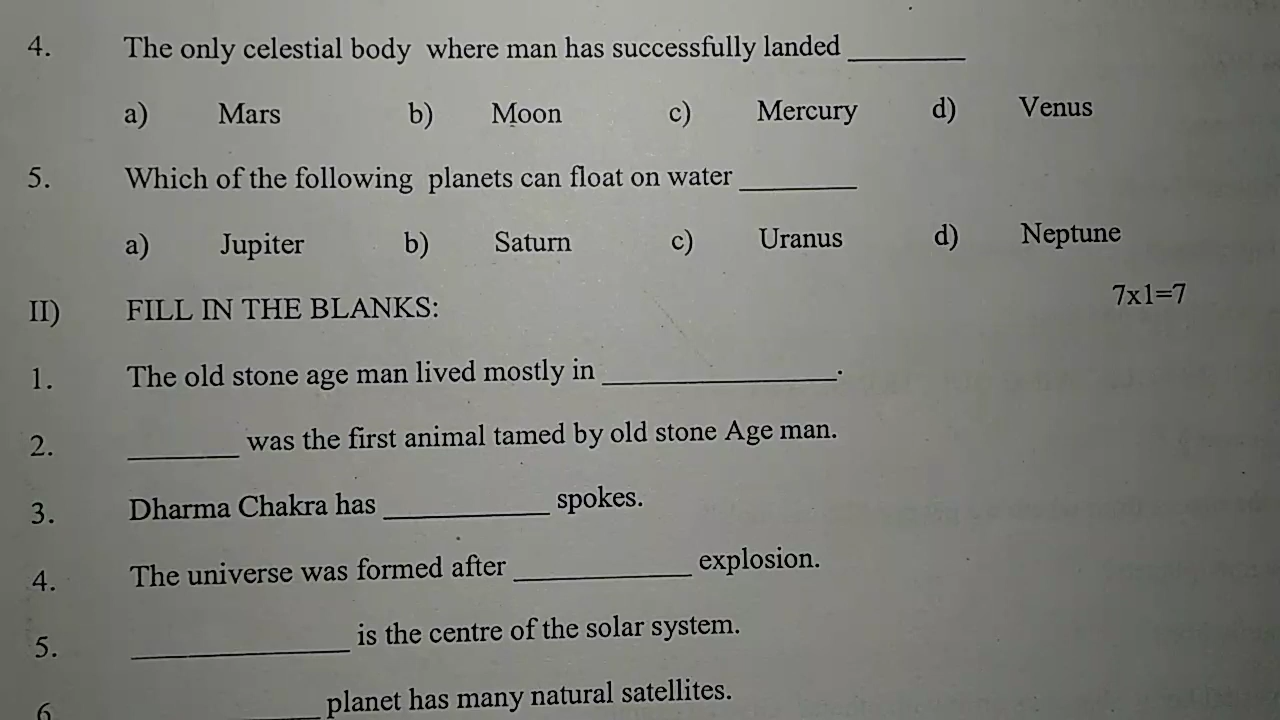 4. The only celestial body where man has successfully landed ________
a) Mars b) Moon c) Mercury d) Venus
5. Which of the following planets can float on water ________
a) Jupiter b) Saturn c) Uranus d) Neptune
II) FILL IN THE BLANKS: 7x1=7
1. The old stone age man lived mostly in ________________.
2. ________ was the first animal tamed by old stone Age man.
3. Dharma Chakra has ___________ spokes.
4. The universe was formed after ____________ explosion.
5. _______________ is the centre of the solar system.
6 ______ planet has many natural satellites.